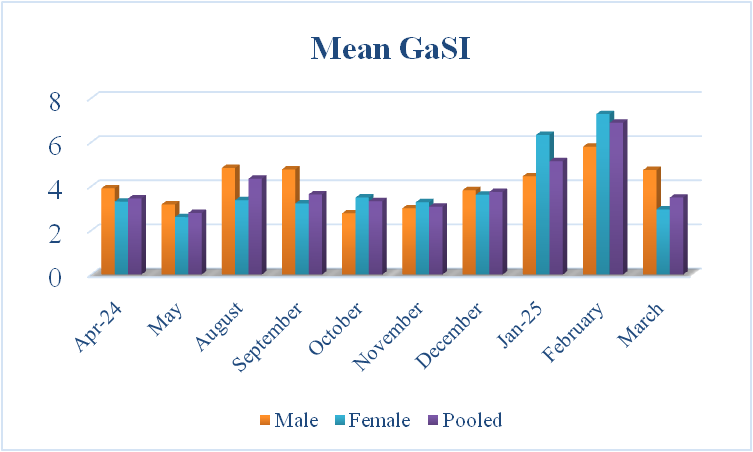 Mean GaSI
8
6
4
2
0
Apr-24
May
August
September
October
November
December
Jan-25
February
March
Male Female Pooled